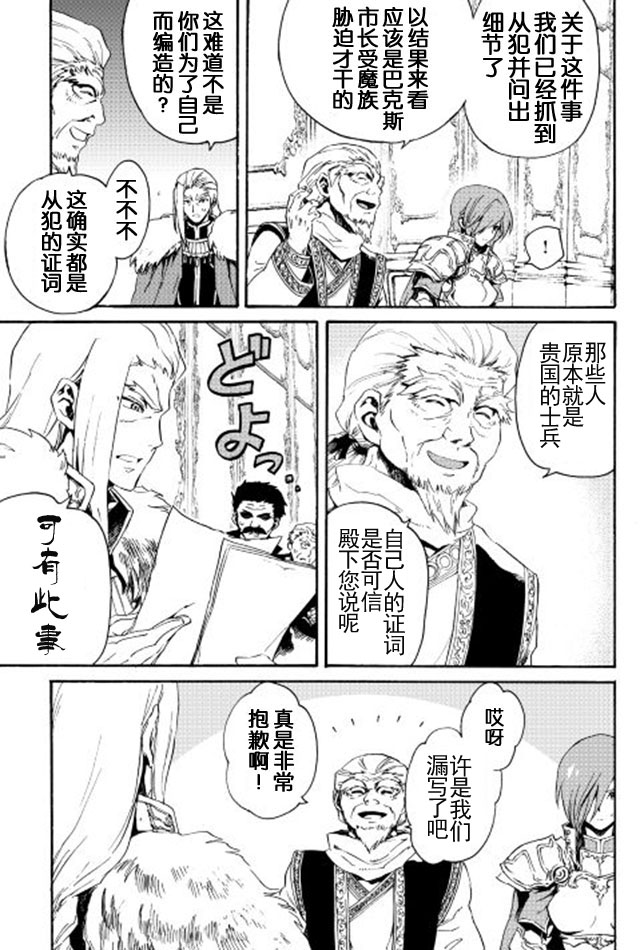 关于这件事
我们已经抓到
从犯并问出
细节了
以结果来看
应该是巴克斯
市长受魔族
胁迫才干的
！
这难道不是
你们为了自己
而编造的？
不不不
这确实都是
从犯的证词
那些人
原本就是
贵国的士兵
自己人的证词
是否可信
殿下您说呢
どよっ
可有此事
哎呀
许是我们
漏写了吧
真是非常
抱歉啊！